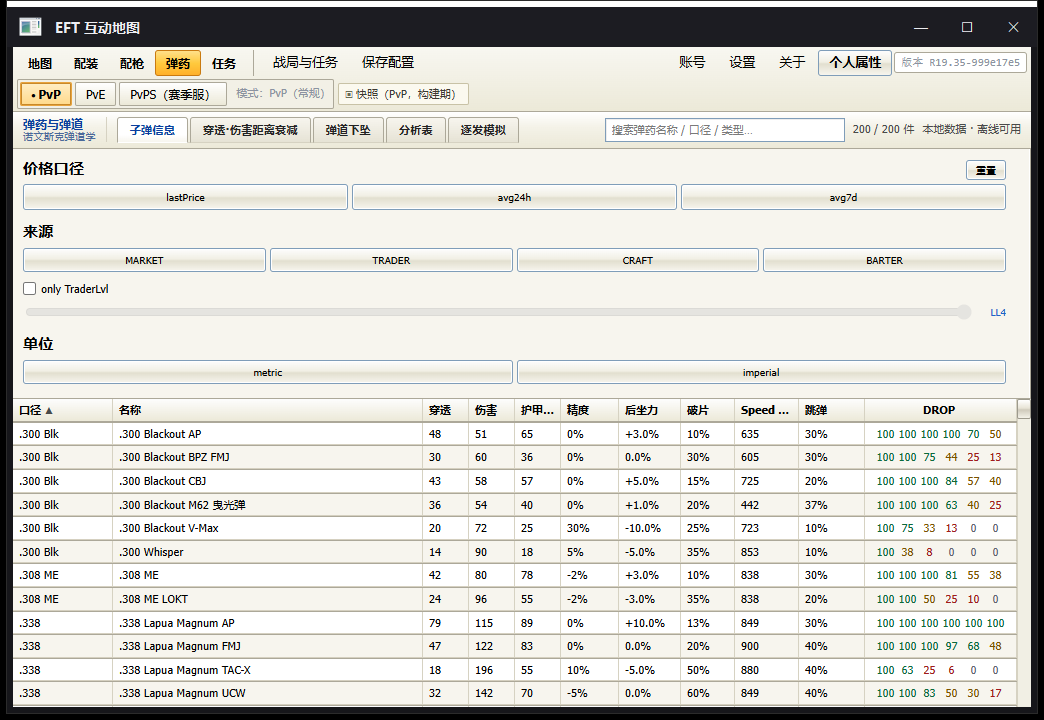 EFT 互动地图
地图 配装 配枪 弹药 任务 战局与任务 保存配置 账号 设置 关于 个人属性 版本 R19.35-999e17e5
• PvP PvE PvPS（赛季服） 模式：PvP（常规） 快照（PvP，构建期）
弹药与弹道
诺文斯克弹道学
子弹信息 穿透·伤害距离衰减 弹道下坠 分析表 逐发模拟 搜索弹药名称 / 口径 / 类型... 200 / 200 件 本地数据·离线可用
价格口径 重置
lastPrice avg24h avg7d
来源
MARKET TRADER CRAFT BARTER
only TraderLvl
LL4
单位
metric imperial
口径 ▲ 名称 穿透 伤害 护甲... 精度 后坐力 破片 Speed ... 跳弹 DROP
.300 Blk .300 Blackout AP 48 51 65 0% +3.0% 10% 635 30% 100 100 100 100 70 50
.300 Blk .300 Blackout BPZ FMJ 30 60 36 0% 0.0% 30% 605 30% 100 100 75 44 25 13
.300 Blk .300 Blackout CBJ 43 58 57 0% +5.0% 15% 725 20% 100 100 100 84 57 40
.300 Blk .300 Blackout M62 曳光弹 36 54 40 0% +1.0% 20% 442 37% 100 100 100 63 40 25
.300 Blk .300 Blackout V-Max 20 72 25 30% -10.0% 25% 723 10% 100 75 33 13 0 0
.300 Blk .300 Whisper 14 90 18 5% -5.0% 35% 853 10% 100 38 8 0 0 0
.308 ME .308 ME 42 80 78 -2% +3.0% 10% 838 30% 100 100 100 81 55 38
.308 ME .308 ME LOKT 24 96 55 -2% -3.0% 35% 838 20% 100 100 50 25 10 0
.338 .338 Lapua Magnum AP 79 115 89 0% +10.0% 13% 849 30% 100 100 100 100 100 100
.338 .338 Lapua Magnum FMJ 47 122 83 0% 0.0% 20% 900 40% 100 100 100 97 68 48
.338 .338 Lapua Magnum TAC-X 18 196 55 10% -5.0% 50% 880 40% 100 63 25 6 0 0
.338 .338 Lapua Magnum UCW 32 142 70 -5% 0.0% 60% 849 40% 100 100 83 50 30 17